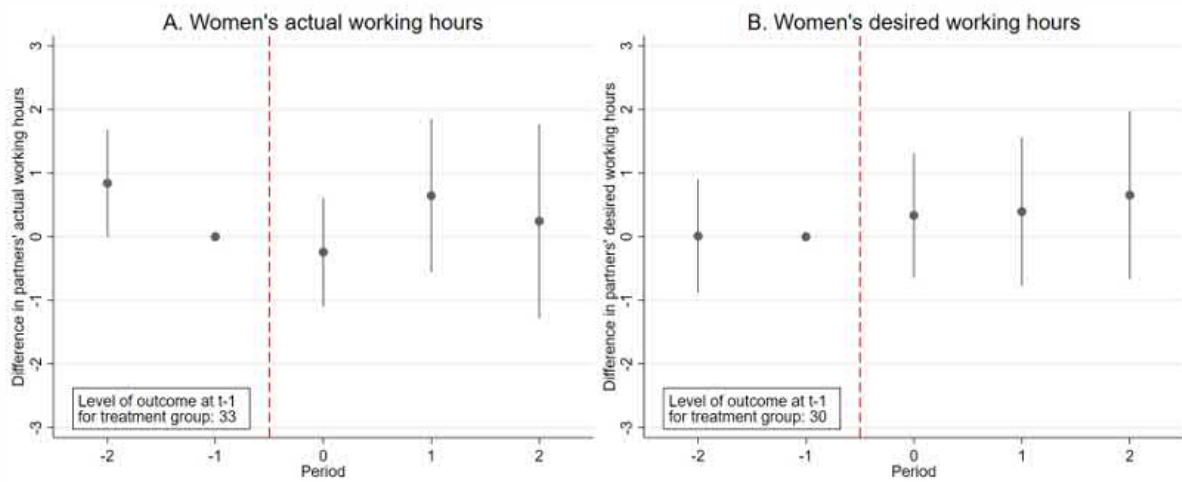 A. Women's actual working hours
Difference in partners' actual working hours
3
2
1
0
-1
-2
-3
Level of outcome at t-1
for treatment group: 33
-2 -1 0 1 2
Period
B. Women's desired working hours
Difference in partners' desired working hours
3
2
1
0
-1
-2
-3
Level of outcome at t-1
for treatment group: 30
-2 -1 0 1 2
Period